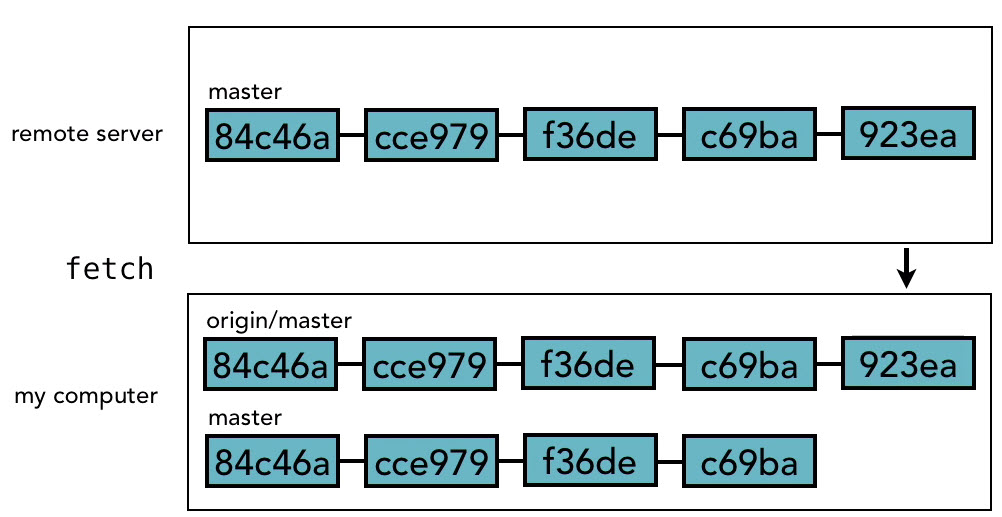 master
remote server
84c46a cce979 f36de c69ba 923ea
fetch
origin/master
84c46a cce979 f36de c69ba 923ea
my computer
master
84c46a cce979 f36de c69ba